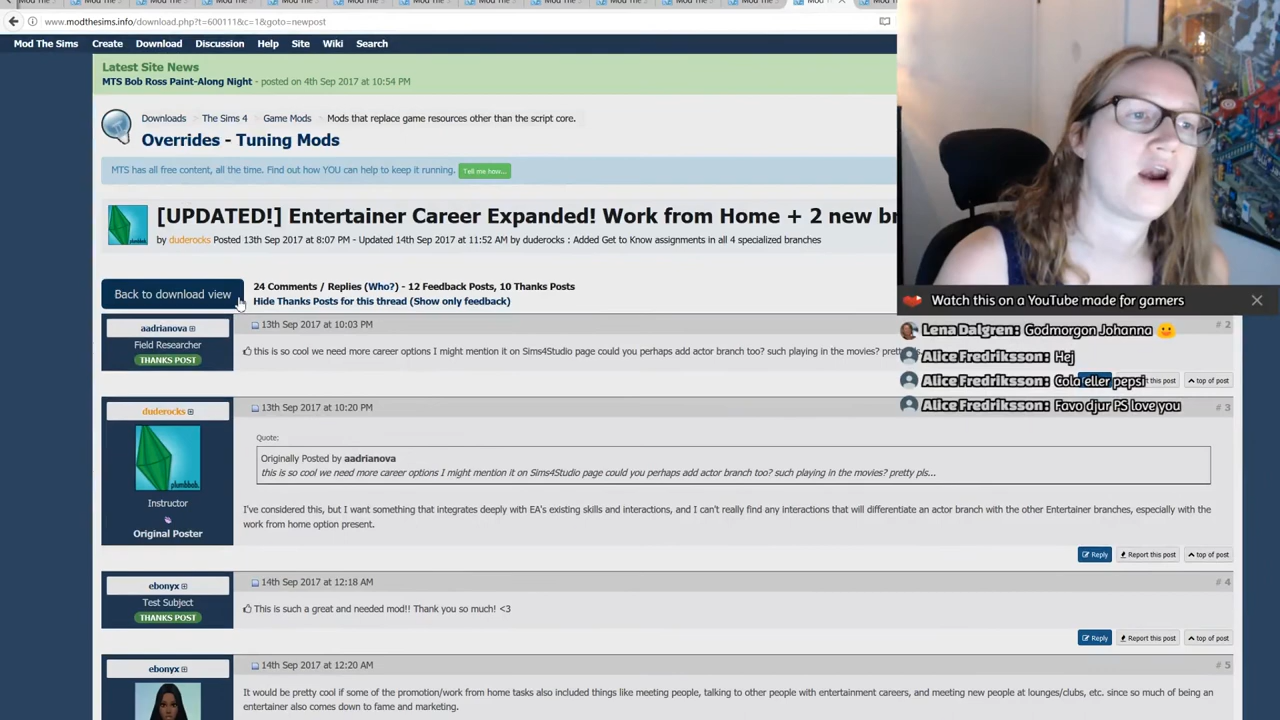 Mod The
www.modthesims.info/download.php?t=600111&c=1&goto=newpost
Mod The Sims Create Download Discussion Help Site Wiki Search
Latest Site News
MTS Bob Ross Paint-Along Night - posted on 4th Sep 2017 at 10:54 PM
Downloads The Sims 4 Game Mods Mods that replace game resources other than the script core.
Overrides - Tuning Mods
MTS has all free content, all the time. Find out how YOU can help to keep it running. Tell me how...
[UPDATED!] Entertainer Career Expanded! Work from Home + 2 new br
by duderocks Posted 13th Sep 2017 at 8:07 PM - Updated 14th Sep 2017 at 11:52 AM by duderocks : Added Get to Know assignments in all 4 specialized branches
Back to download view
24 Comments / Replies (Who?) - 12 Feedback Posts, 10 Thanks Posts
Hide Thanks Posts for this thread (Show only feedback)
Watch this on a YouTube made for gamers
Lena Dalgren: Godmorgon Johanna
Alice Fredriksson: Hej
Alice Fredriksson: Cola eller pepsi
Alice Fredriksson: Favo djur PS love you
aadrianova
Field Researcher
THANKS POST
13th Sep 2017 at 10:03 PM # 2
this is so cool we need more career options I might mention it on Sims4Studio page could you perhaps add actor branch too? such playing in the movies? pretty
this post top of post
duderocks
plumbbob.
Instructor
Original Poster
13th Sep 2017 at 10:20 PM # 3
Quote:
Originally Posted by aadrianova
this is so cool we need more career options I might mention it on Sims4Studio page could you perhaps add actor branch too? such playing in the movies? pretty pls...
I've considered this, but I want something that integrates deeply with EA's existing skills and interactions, and I can't really find any interactions that will differentiate an actor branch with the other Entertainer branches, especially with the
work from home option present.
Reply Report this post top of post
ebonyx
Test Subject
THANKS POST
14th Sep 2017 at 12:18 AM # 4
This is such a great and needed mod!! Thank you so much! <3
Reply Report this post top of post
ebonyx
14th Sep 2017 at 12:20 AM # 5
It would be pretty cool if some of the promotion/work from home tasks also included things like meeting people, talking to other people with entertainment careers, and meeting new people at lounges/clubs, etc. since so much of being an
entertainer also comes down to fame and marketing.